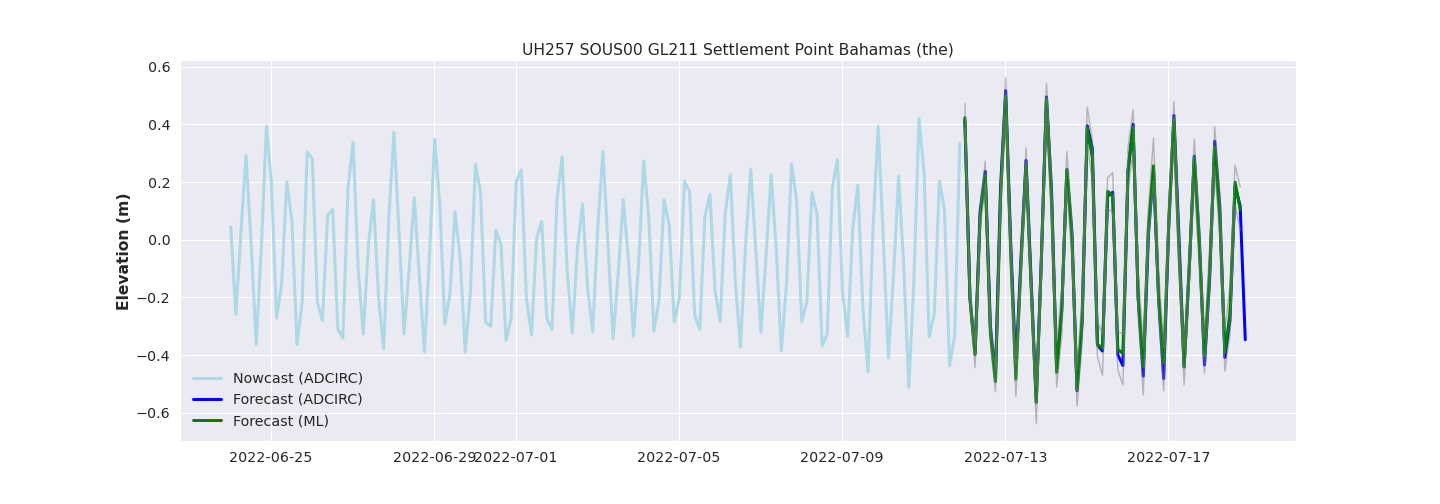 UH257 SOUS00 GL211 Settlement Point Bahamas (the)
Elevation (m)
0.6
0.4
0.2
0.0
−0.2
−0.4
−0.6
Nowcast (ADCIRC)
Forecast (ADCIRC)
Forecast (ML)
2022-06-25 2022-06-29 2022-07-01 2022-07-05 2022-07-09 2022-07-13 2022-07-17